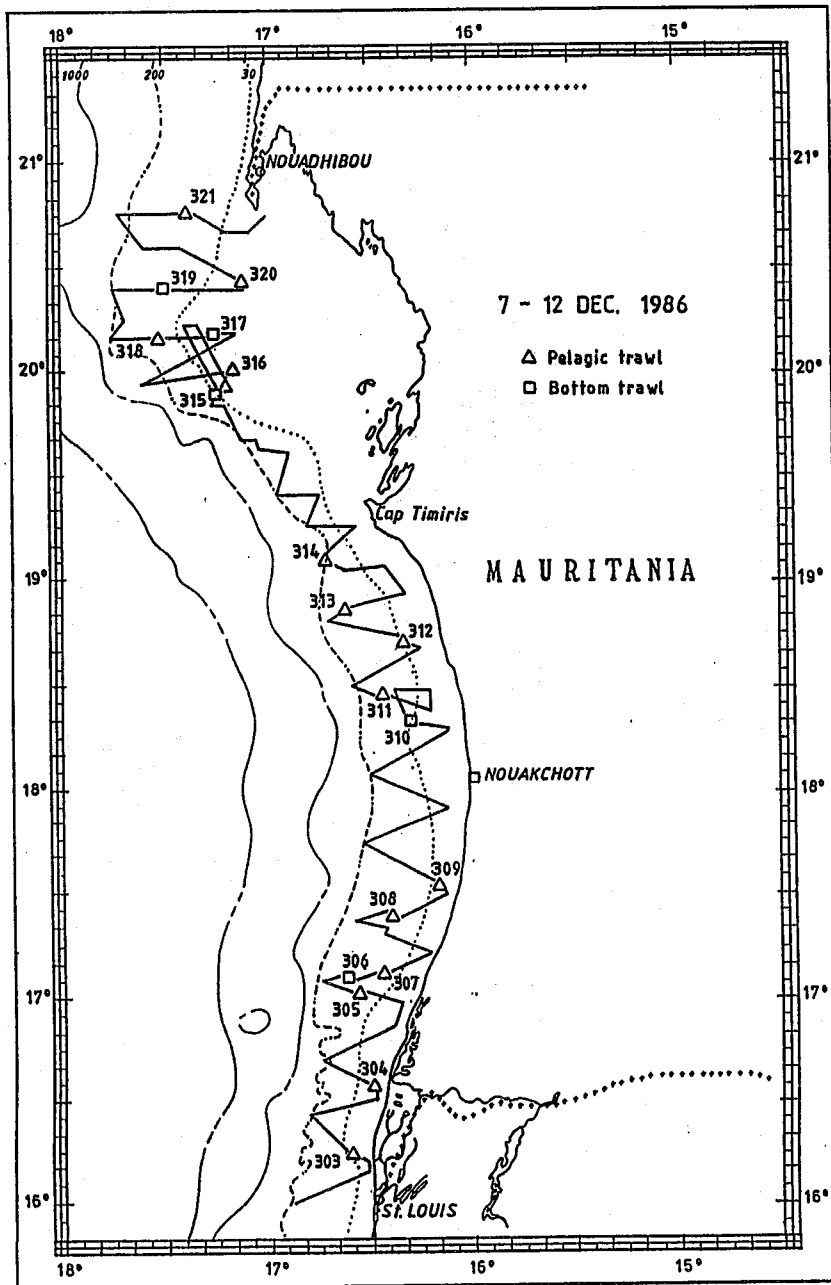 18° 17° 16° 15°
1000 200 30
21° NOUADHIBOU 21°
321
320
319
7 - 12 DEC. 1986
317
318
△ Pelagic trawl
316
20° 20°
□ Bottom trawl
315
Cap Timiris
314
19° MAURITANIA 19°
313
312
311
310
NOUAKCHOTT
18° 18°
309
308
306
307
17° 17°
305
304
303
16° St. LOUIS 16°
18° 17° 16° 15°